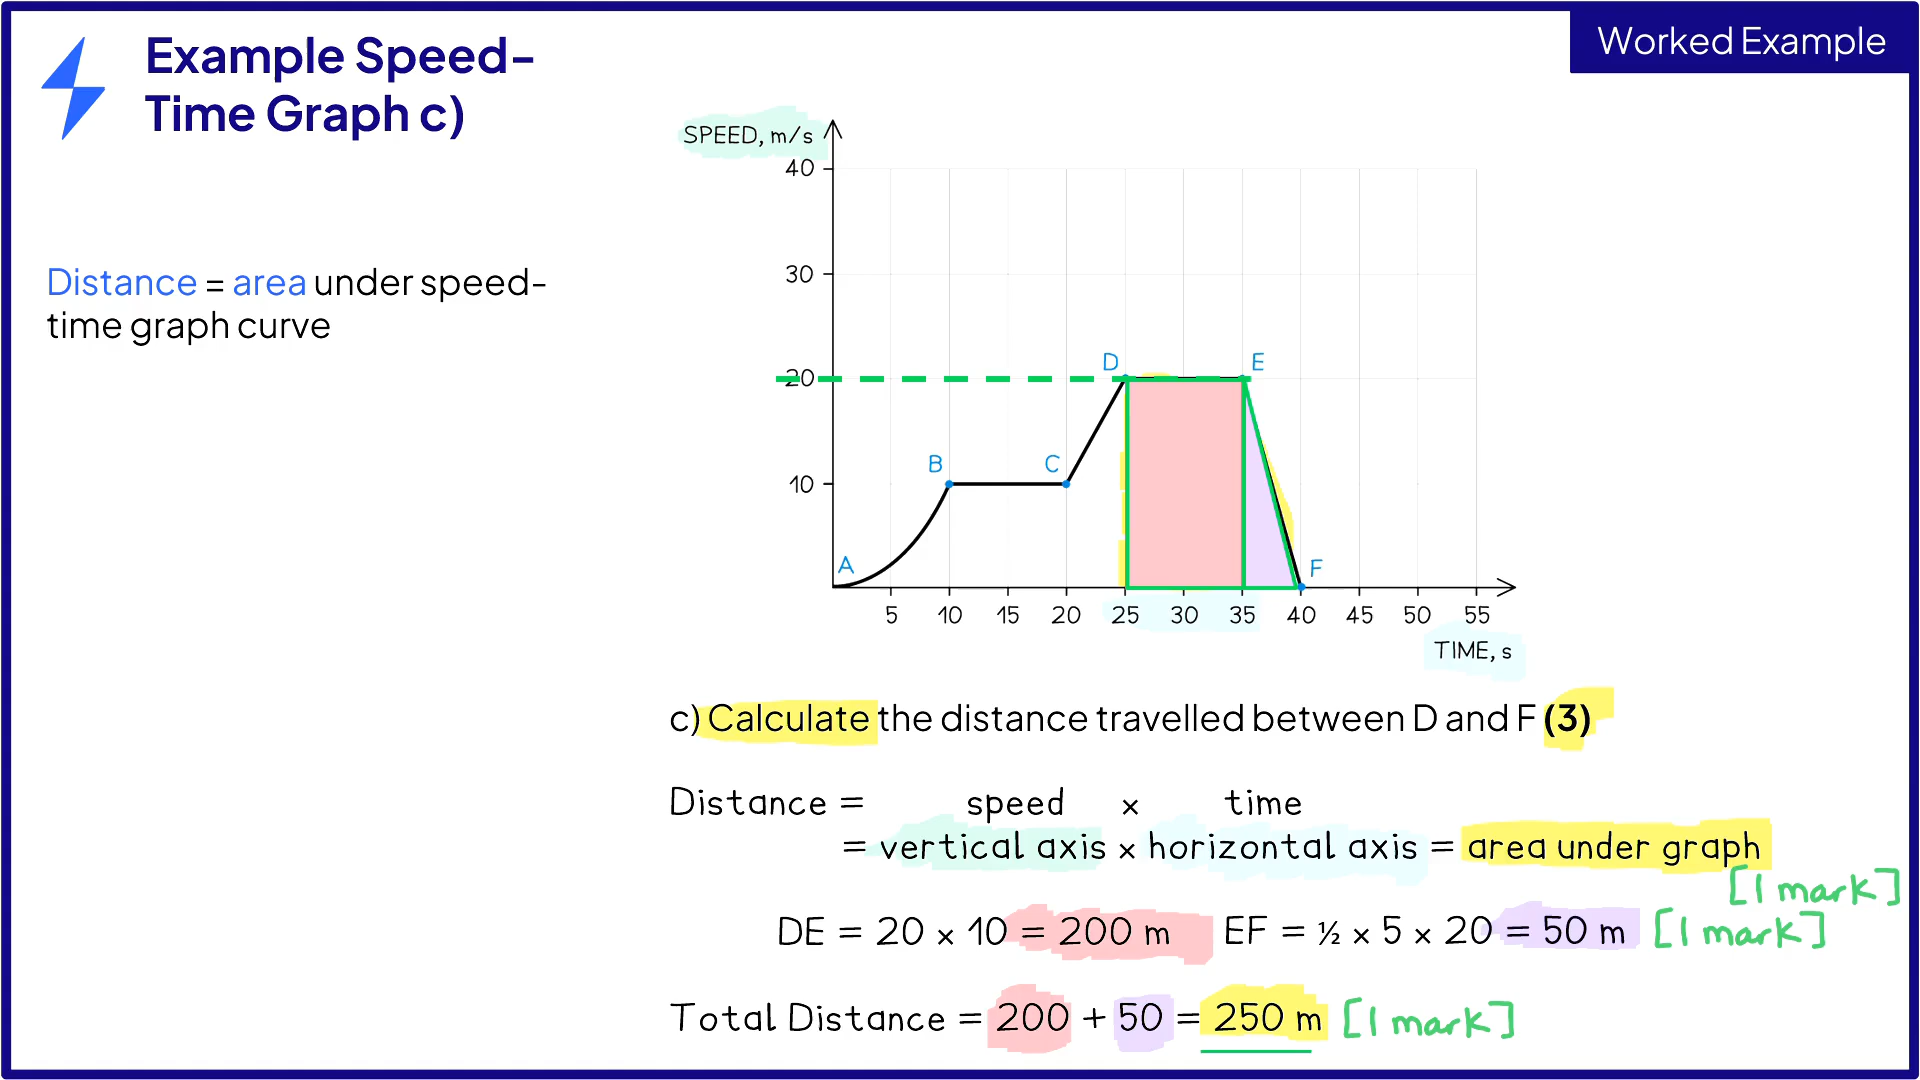 Example Speed-
Time Graph c)
Worked Example
Distance = area under speed-
time graph curve
SPEED, m/s
40
30
20
10
A
B
C
D
E
F
5 10 15 20 25 30 35 40 45 50 55
TIME, s
c) Calculate the distance travelled between D and F (3)
Distance = speed × time
= vertical axis × horizontal axis = area under graph
[1 mark]
DE = 20 × 10 = 200 m EF = ½ × 5 × 20 = 50 m [1 mark]
Total Distance = 200 + 50 = 250 m [1 mark]